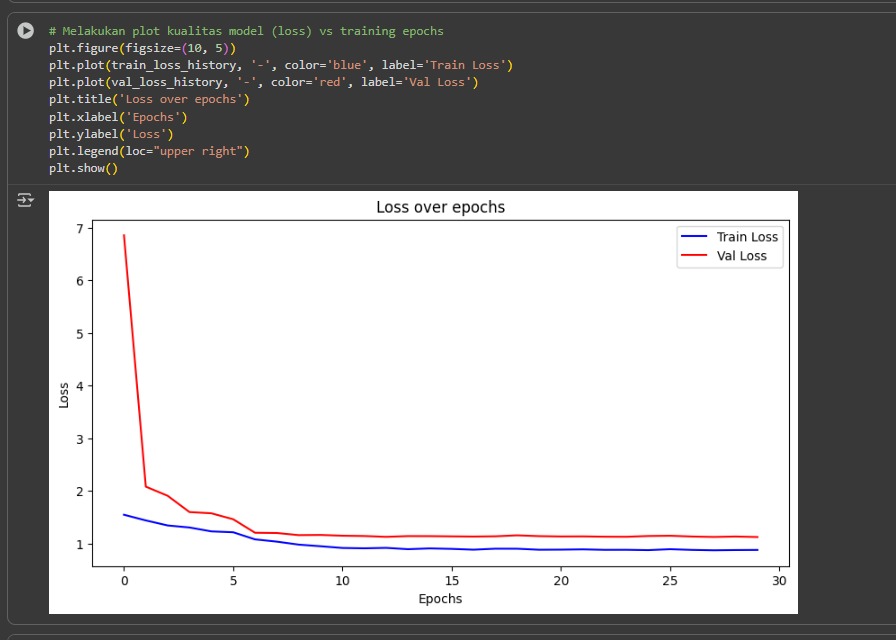 # Melakukan plot kualitas model (loss) vs training epochs
plt.figure(figsize=(10, 5))
plt.plot(train_loss_history, '-', color='blue', label='Train Loss')
plt.plot(val_loss_history, '-', color='red', label='Val Loss')
plt.title('Loss over epochs')
plt.xlabel('Epochs')
plt.ylabel('Loss')
plt.legend(loc="upper right")
plt.show()
Loss over epochs
Train Loss
Val Loss
7
6
5
4
3
2
1
Loss
0 5 10 15 20 25 30
Epochs